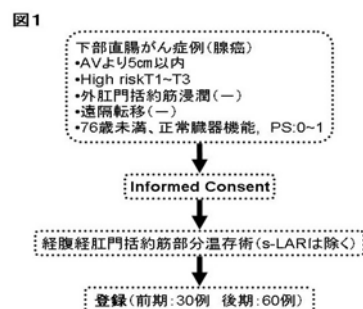 図1
下部直腸がん症例(腺癌)
•AVより5cm以内
•High riskT1~T3
•外肛門括約筋浸潤(ー)
•遠隔転移(ー)
•76歳未満、正常臓器機能, PS:0~1
Informed Consent
経腹経肛門括約筋部分温存術(s-LARは除く)
登録(前期:30例 後期:60例)